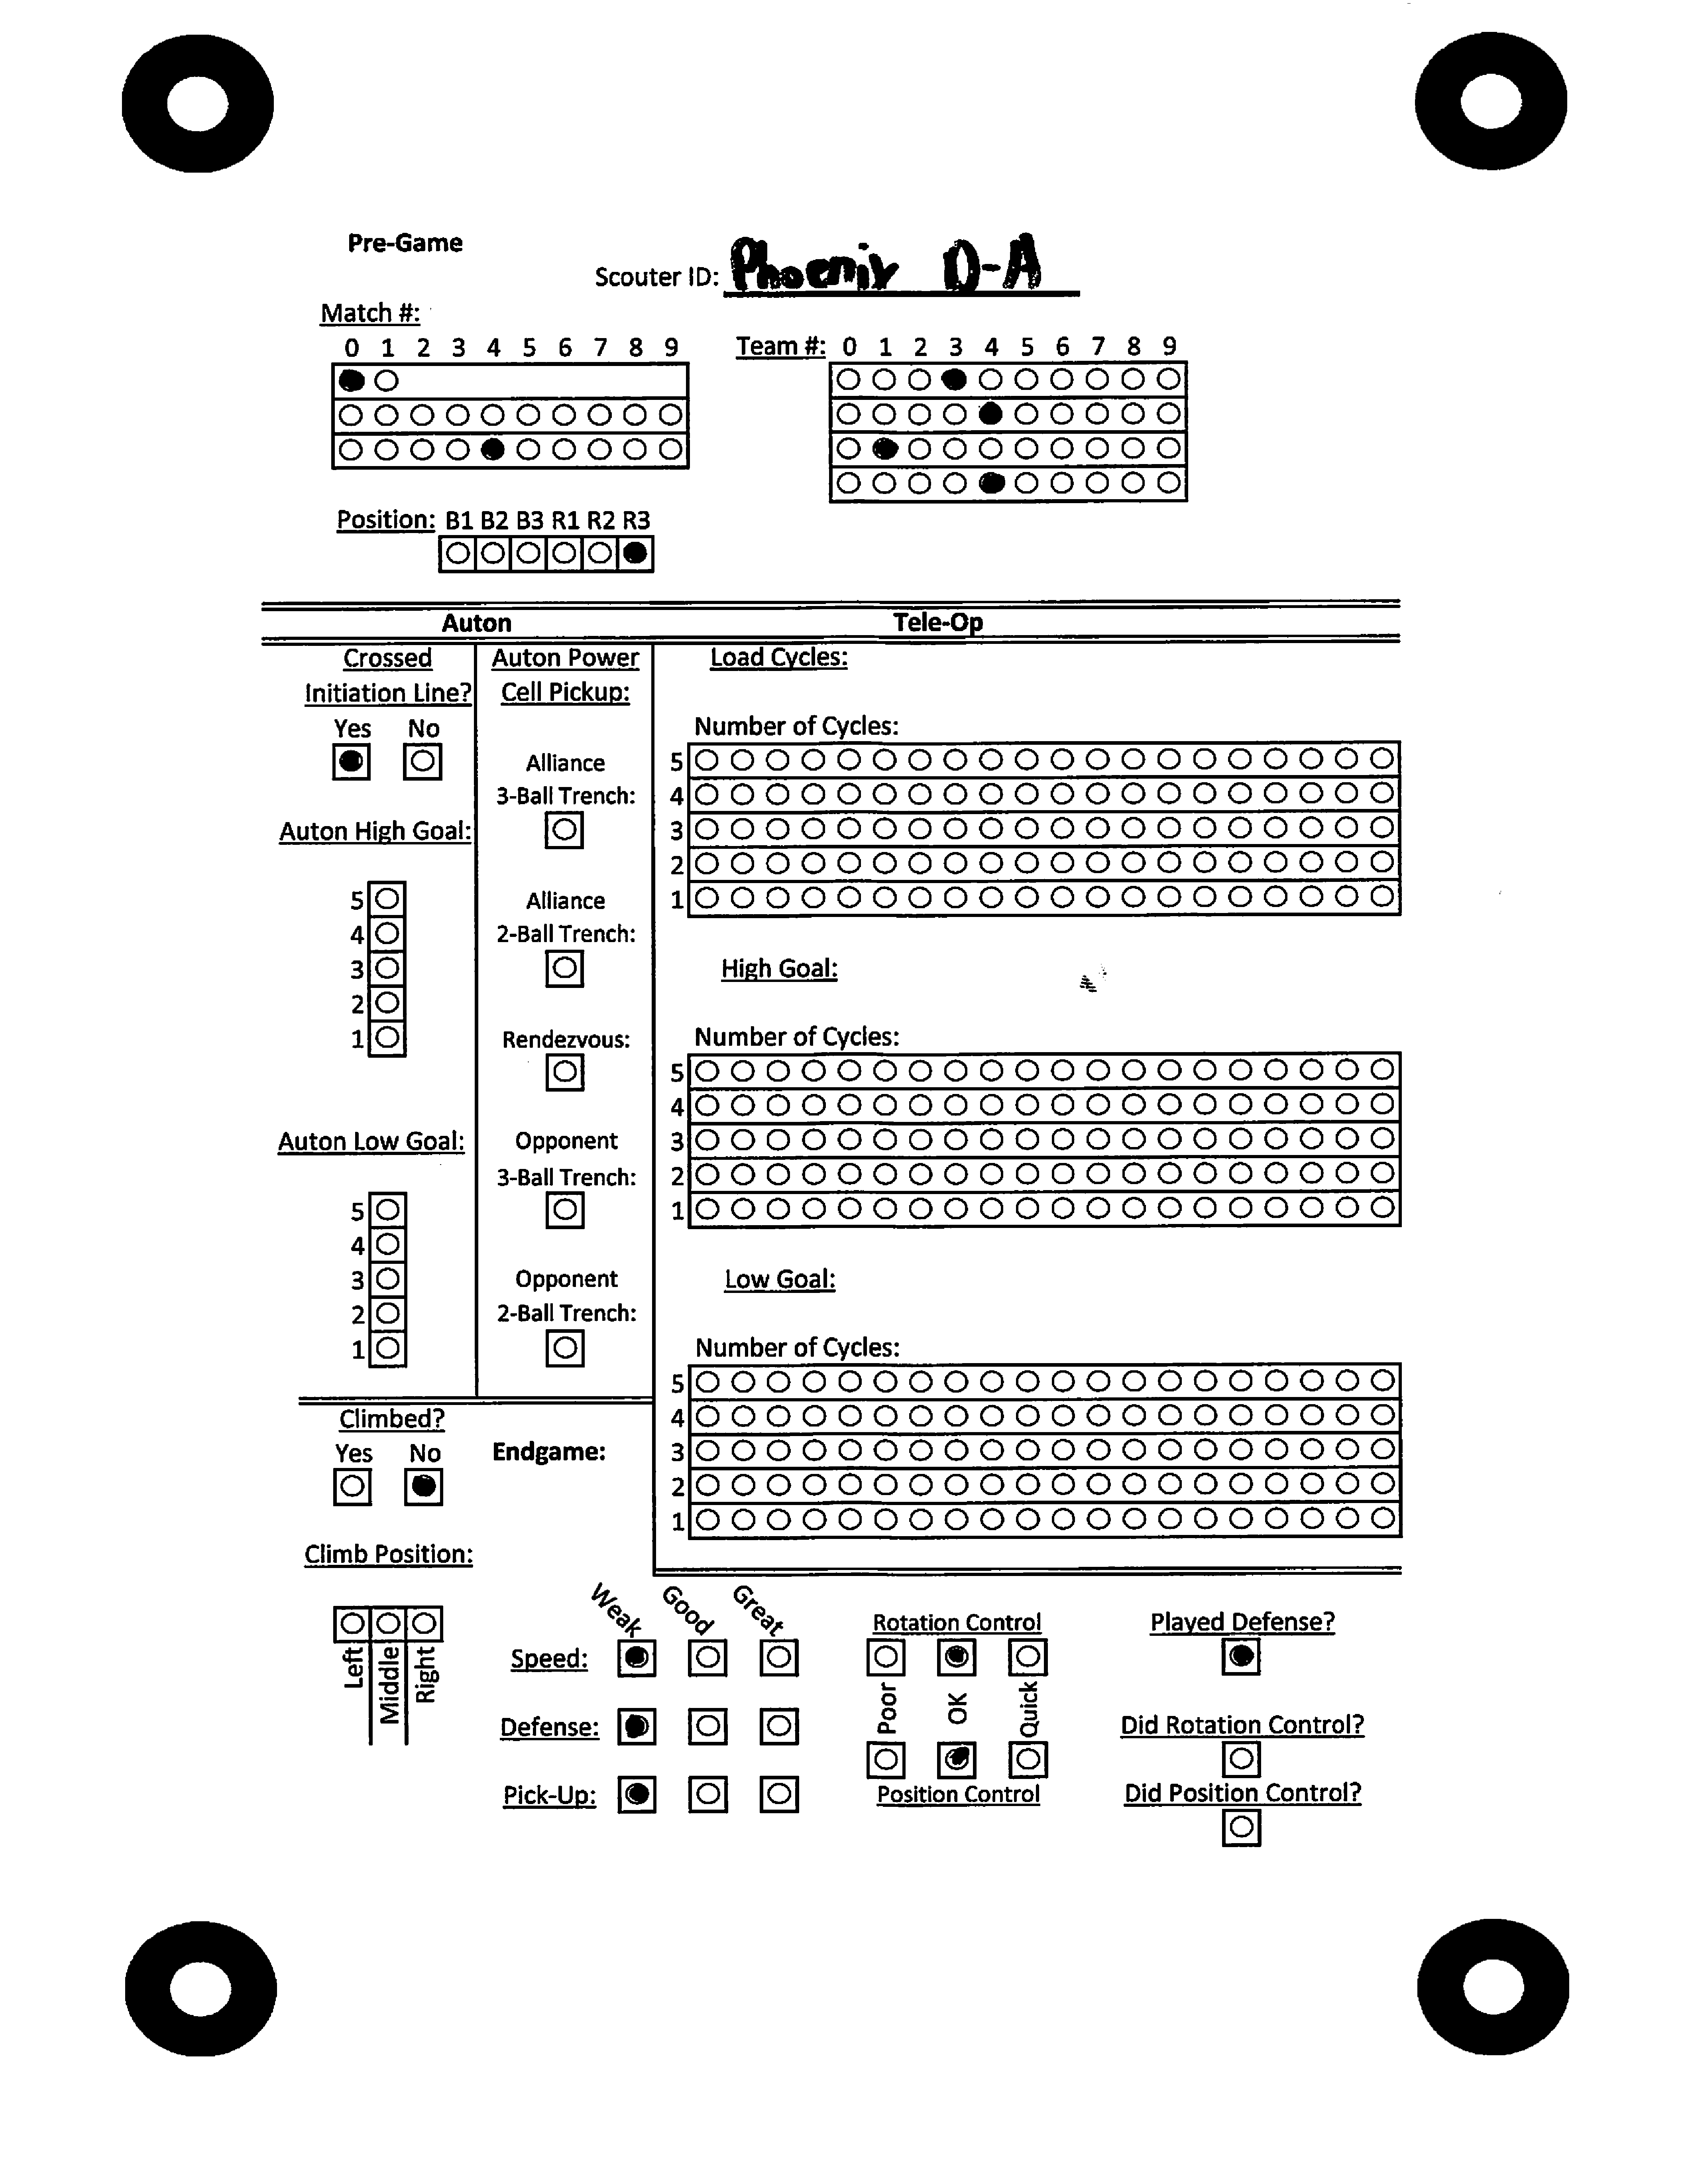 Pre-Game
Scouter ID: Phoenix D-A
Match #:
0 1 2 3 4 5 6 7 8 9
Team #: 0 1 2 3 4 5 6 7 8 9
Position: B1 B2 B3 R1 R2 R3
Auton
Tele-Op
Crossed
Initiation Line?
Yes No
Auton High Goal:
5
4
3
2
1
Auton Low Goal:
5
4
3
2
1
Auton Power
Cell Pickup:
Alliance
3-Ball Trench:
Alliance
2-Ball Trench:
Rendezvous:
Opponent
3-Ball Trench:
Opponent
2-Ball Trench:
Load Cycles:
Number of Cycles:
5
4
3
2
1
High Goal:
Number of Cycles:
5
4
3
2
1
Low Goal:
Number of Cycles:
5
4
3
2
1
Climbed?
Yes No
Endgame:
Climb Position:
Left Middle Right
Weak Good Great
Speed:
Defense:
Pick-Up:
Rotation Control
Poor OK Quick
Position Control
Played Defense?
Did Rotation Control?
Did Position Control?